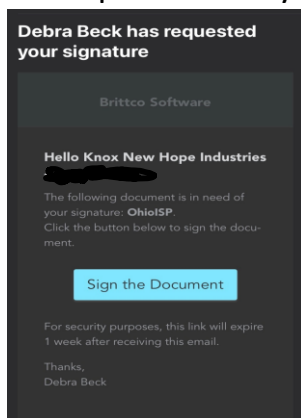 Debra Beck has requested
your signature
Brittco Software
Hello Knox New Hope Industries
The following document is in need of
your signature: OhioISP.
Click the button below to sign the docu-
ment.
Sign the Document
For security purposes, this link will expire
1 week after receiving this email.
Thanks,
Debra Beck